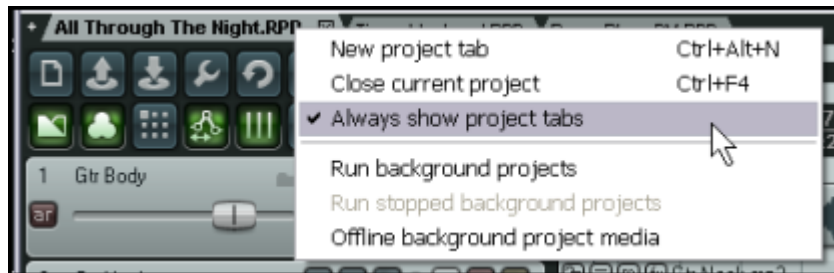 All Through The Night.RPP
New project tab Ctrl+Alt+N
Close current project Ctrl+F4
Always show project tabs
Run background projects
Run stopped background projects
Offline background project media
1 Gtr Body
ar